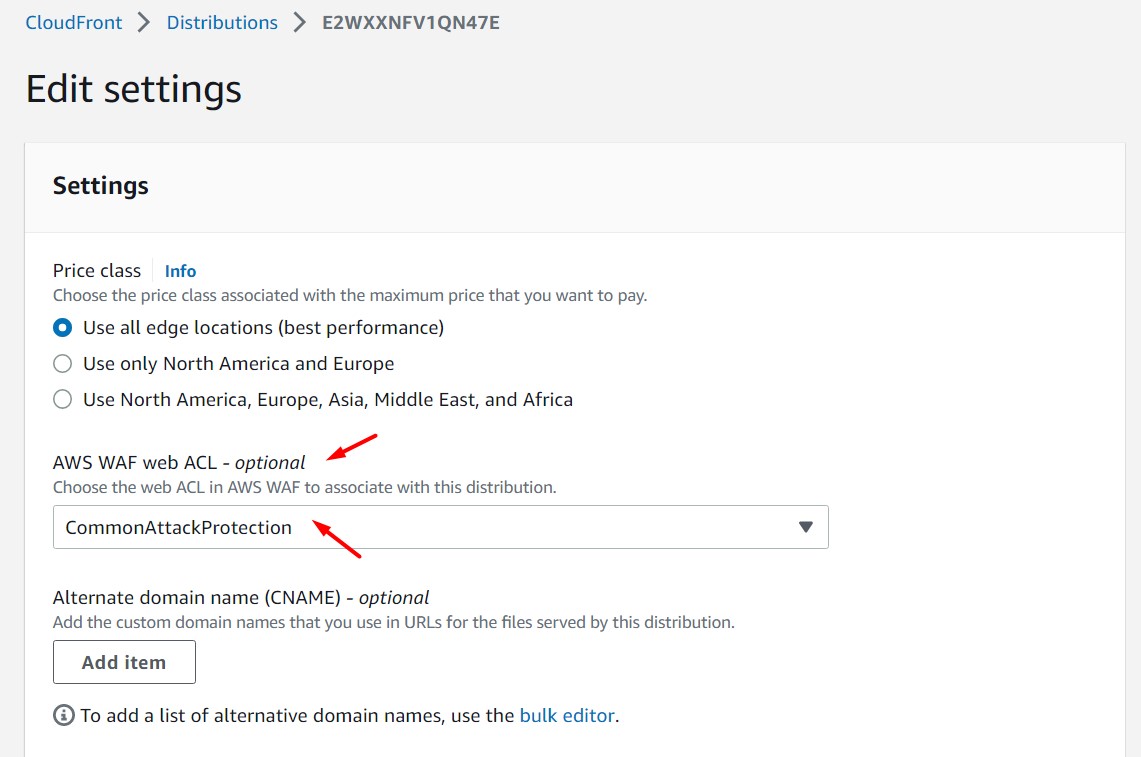 CloudFront > Distributions > E2WXXNFV1QN47E
Edit settings
Settings
Price class Info
Choose the price class associated with the maximum price that you want to pay.
Use all edge locations (best performance)
Use only North America and Europe
Use North America, Europe, Asia, Middle East, and Africa
AWS WAF web ACL - optional
Choose the web ACL in AWS WAF to associate with this distribution.
CommonAttackProtection
Alternate domain name (CNAME) - optional
Add the custom domain names that you use in URLs for the files served by this distribution.
Add item
To add a list of alternative domain names, use the bulk editor.